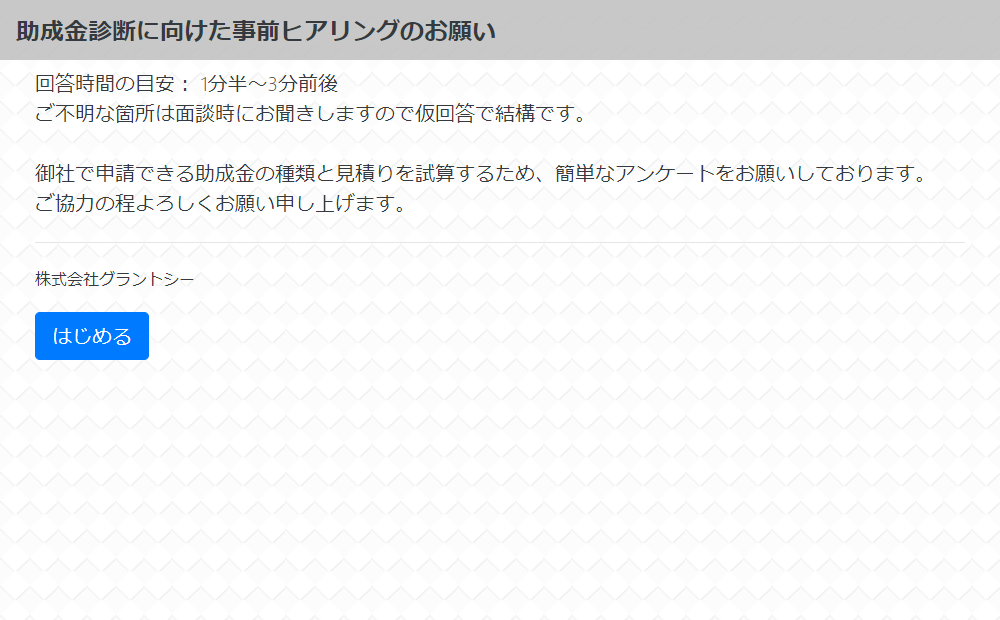 助成金診断に向けた事前ヒアリングのお願い
回答時間の目安： 1分半～3分前後
ご不明な箇所は面談時にお聞きしますので仮回答で結構です。
御社で申請できる助成金の種類と見積りを試算するため、簡単なアンケートをお願いしております。
ご協力の程よろしくお願い申し上げます。
株式会社グラントシー
はじめる